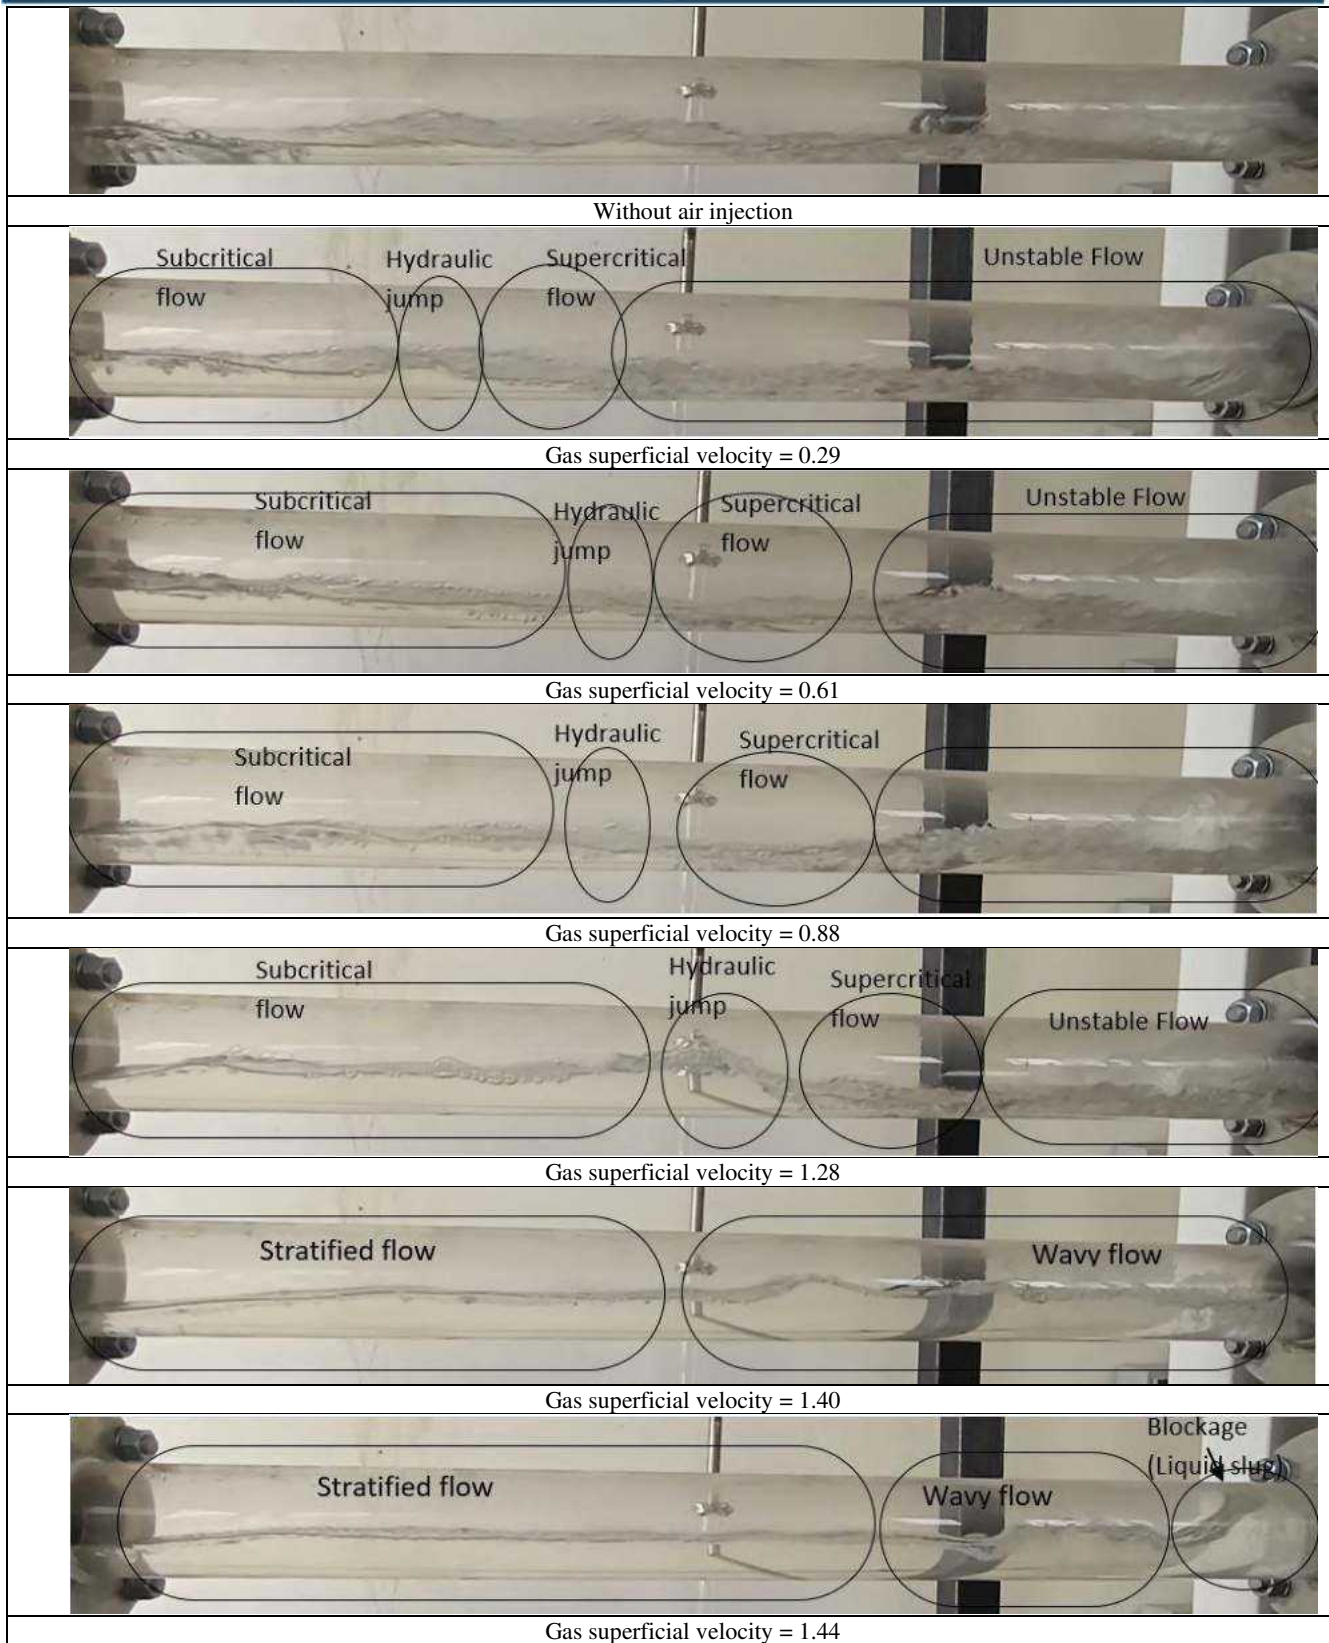 Without air injection
Subcritical
flow
Hydraulic
jump
Supercritical
flow
Unstable Flow
Gas superficial velocity = 0.29
Subcritical
flow
Hydraulic
jump
Supercritical
flow
Unstable Flow
Gas superficial velocity = 0.61
Subcritical
flow
Hydraulic
jump
Supercritical
flow
Gas superficial velocity = 0.88
Subcritical
flow
Hydraulic
jump
Supercritical
flow
Unstable Flow
Gas superficial velocity = 1.28
Stratified flow
Wavy flow
Gas superficial velocity = 1.40
Stratified flow
Wavy flow
Blockage
(Liquid slug)
Gas superficial velocity = 1.44